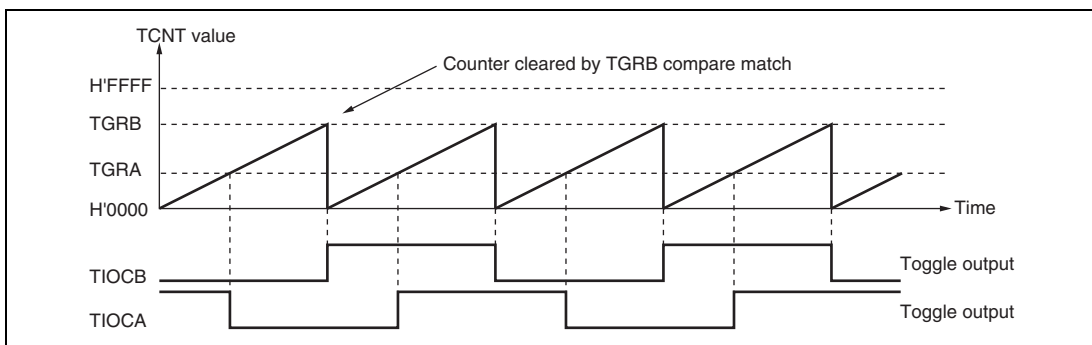 TCNT value
Counter cleared by TGRB compare match
H'FFFF
TGRB
TGRA
H'0000
Time
TIOCB
Toggle output
TIOCA
Toggle output